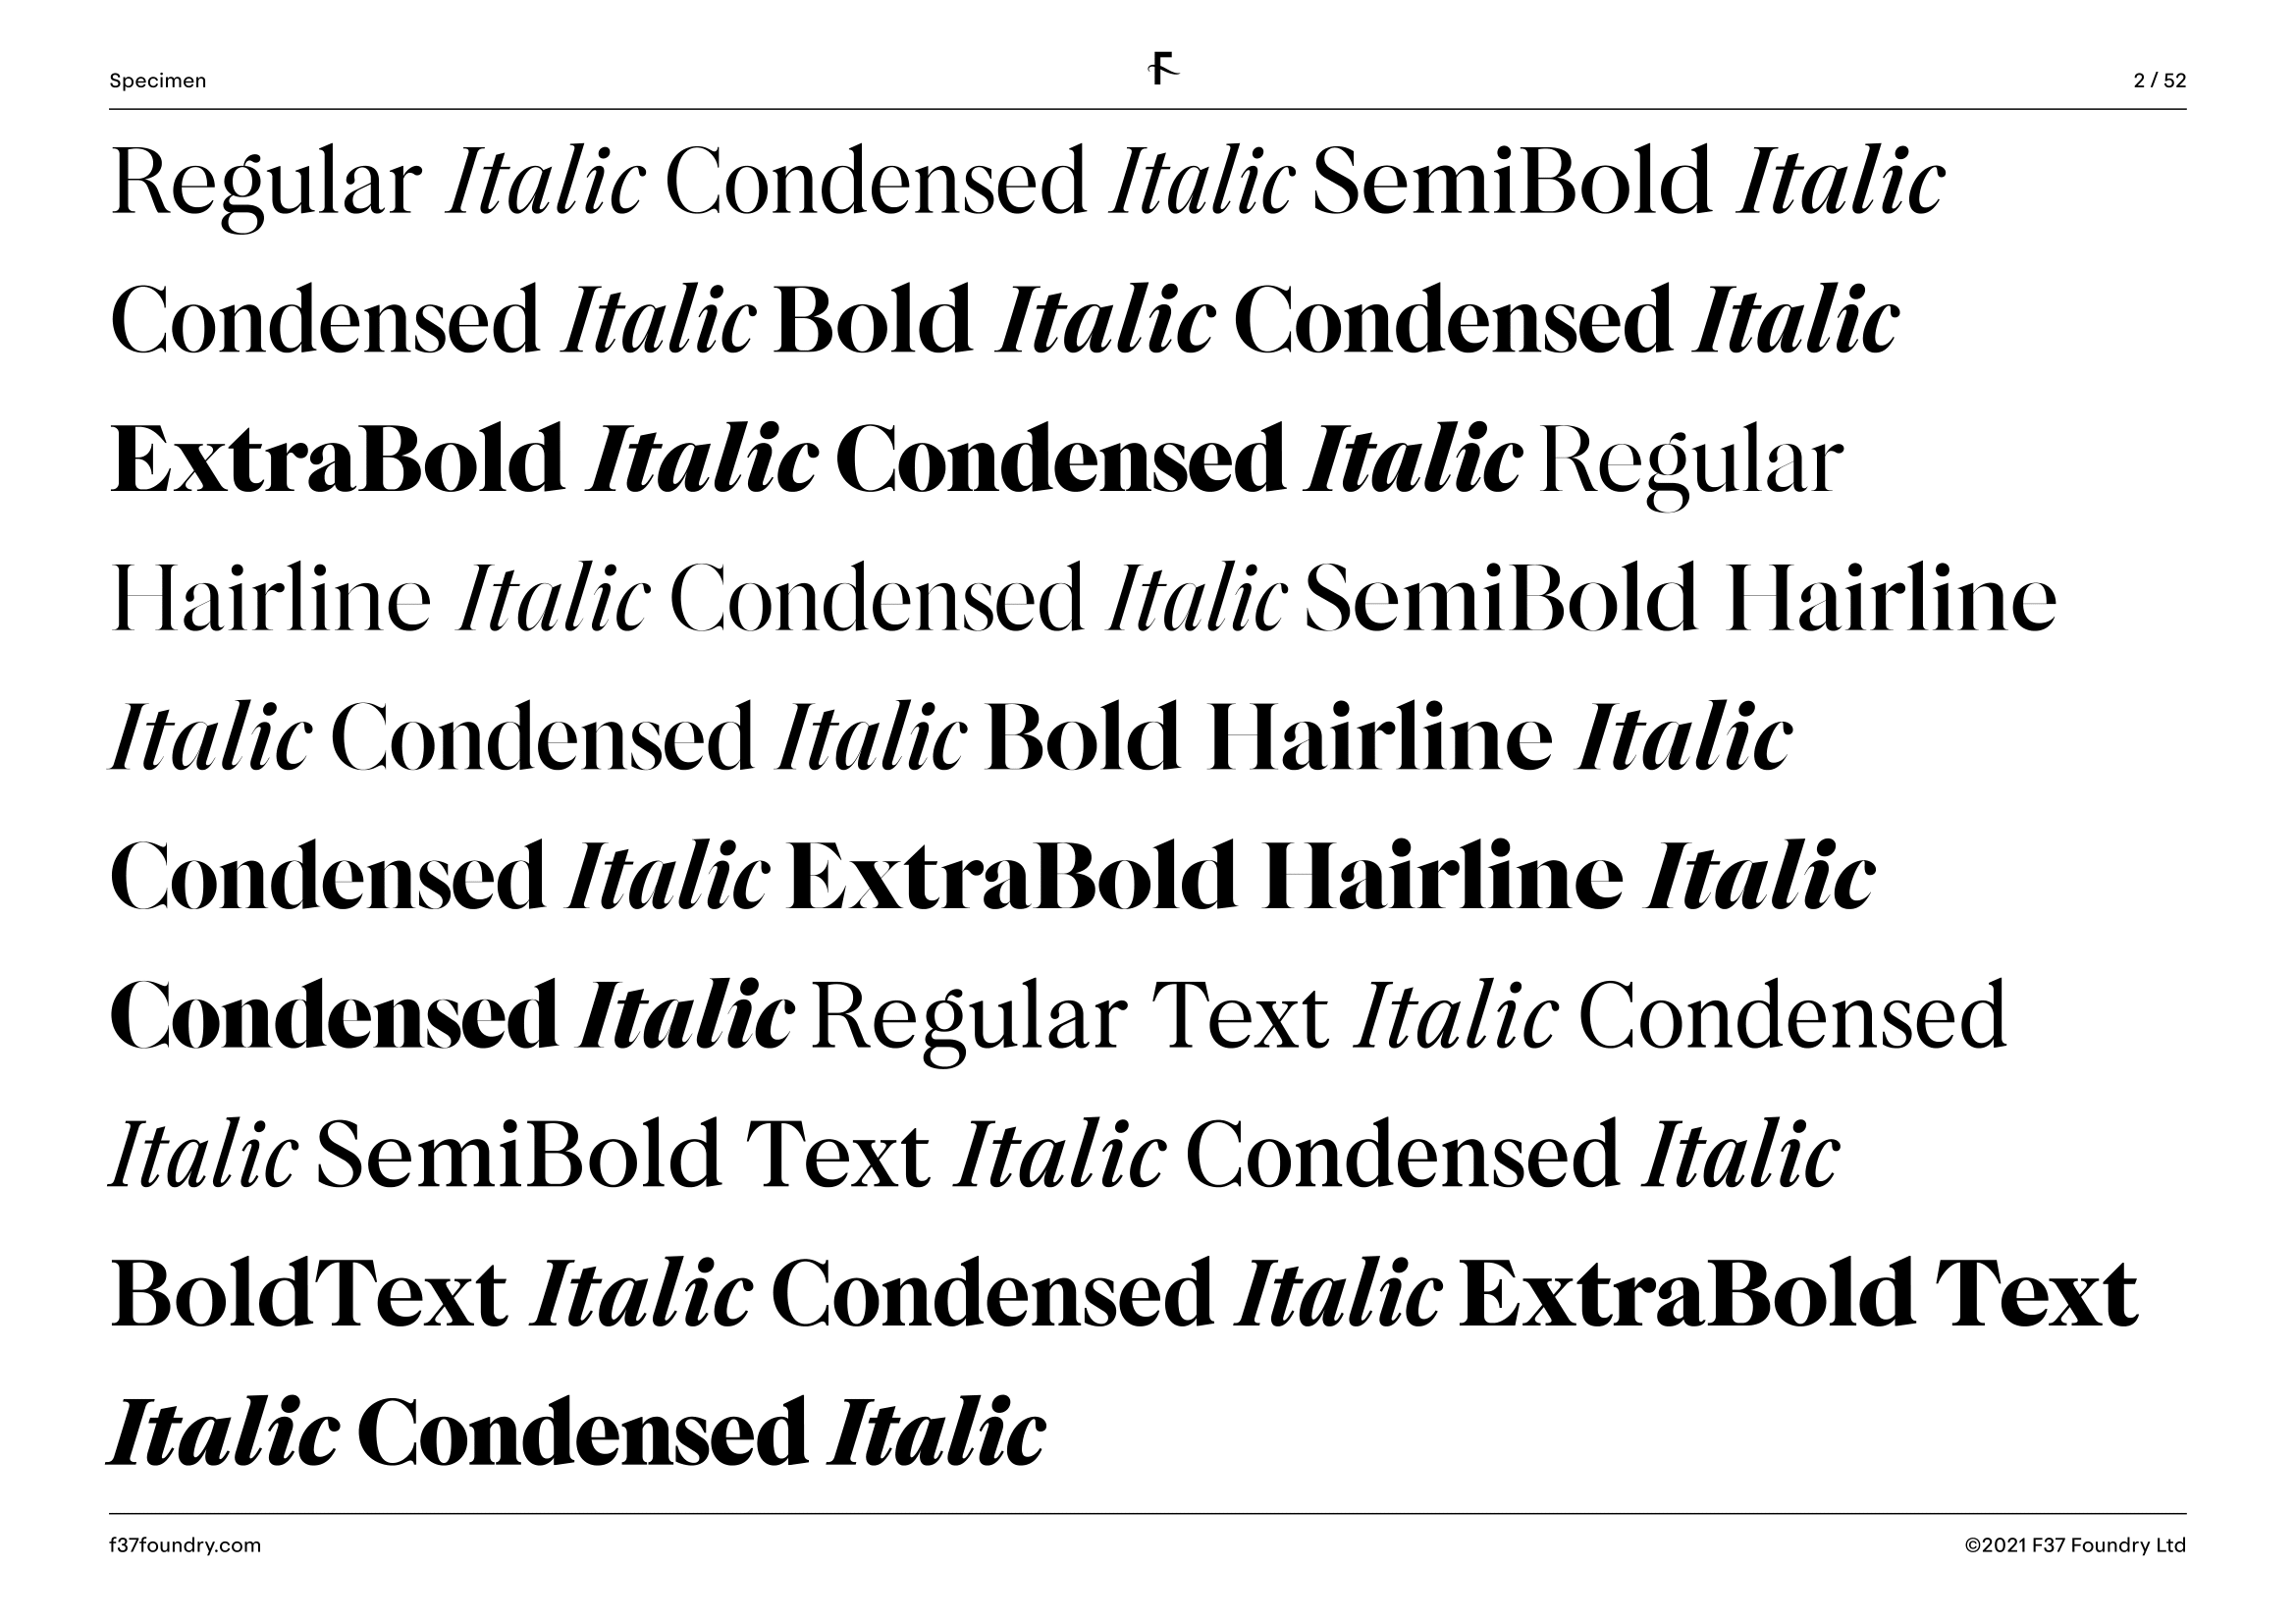 Specimen
F
2 / 52
Regular Italic Condensed Italic SemiBold Italic
Condensed Italic Bold Italic Condensed Italic
ExtraBold Italic Condensed Italic Regular
Hairline Italic Condensed Italic SemiBold Hairline
Italic Condensed Italic Bold Hairline Italic
Condensed Italic ExtraBold Hairline Italic
Condensed Italic Regular Text Italic Condensed
Italic SemiBold Text Italic Condensed Italic
BoldText Italic Condensed Italic ExtraBold Text
Italic Condensed Italic
f37foundry.com
©2021 F37 Foundry Ltd